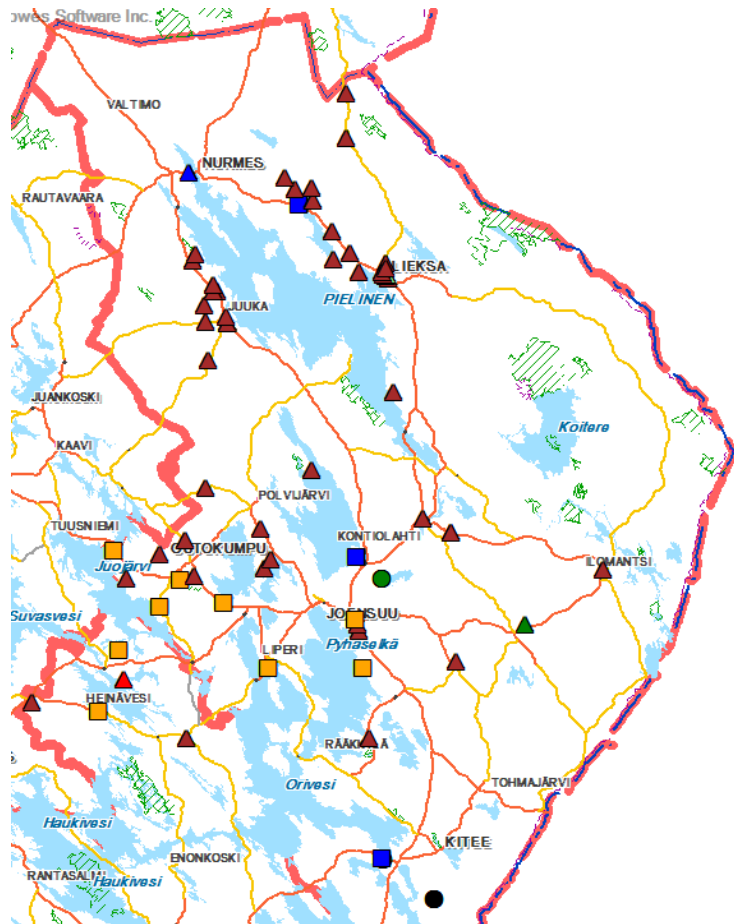 owes Software Inc.
VALTIMO
NURMES
RAUTAVAARA
LIEKSA
PIELINEN
JUUKA
JUANKOSKI
Koitere
KAAVI
POLVIJÄRVI
TUUSNIEMI
KONTIOLAHTI
OUTOKUMPU
Juojärvi
ILOMANTSI
Suvasvesi
JOENSUU
LIPERI
Pyhäselkä
HEINÄVESI
RÄÄKKYLÄ
Orivesi
TOHMAJÄRVI
Haukivesi
KITEE
ENONKOSKI
RANTASALMI
Haukivesi